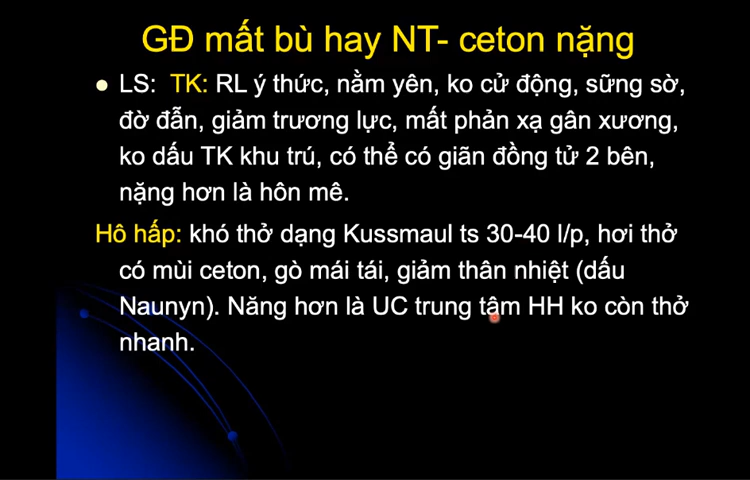 GĐ mất bù hay NT- ceton nặng
LS: TK: RL ý thức, nằm yên, ko cử động, sững sờ,
đờ đẫn, giảm trương lực, mất phản xạ gân xương,
ko dấu TK khu trú, có thể có giãn đồng tử 2 bên,
nặng hơn là hôn mê.
Hô hấp: khó thở dạng Kussmaul ts 30-40 l/p, hơi thở
có mùi ceton, gò mái tái, giảm thân nhiệt (dấu
Naunyn). Năng hơn là UC trung tâm HH ko còn thở
nhanh.